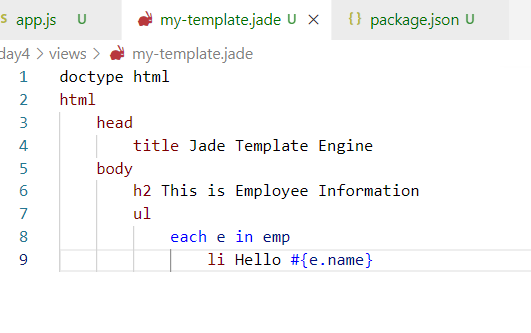 JS app.js U my-template.jade U × {} package.json U
day4 > views > my-template.jade
1 doctype html
2 html
3 head
4 title Jade Template Engine
5 body
6 h2 This is Employee Information
7 ul
8 each e in emp
9 li Hello #{e.name}